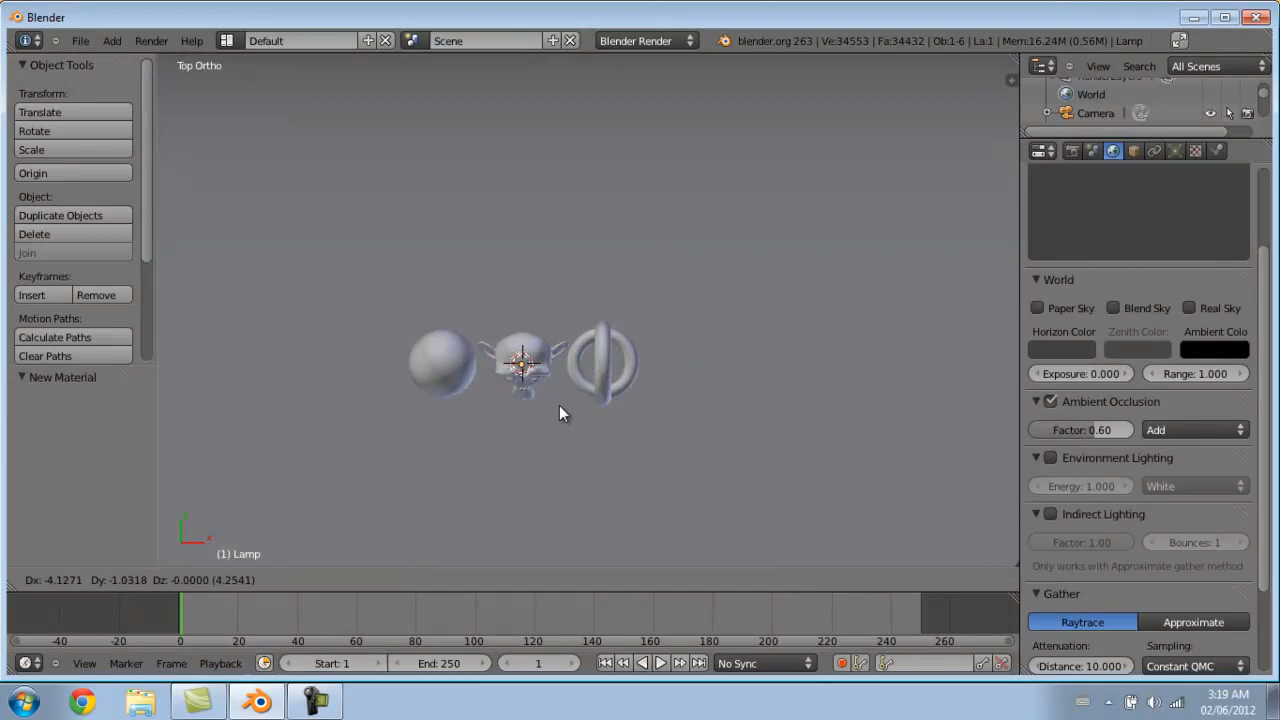 Blender
File Add Render Help Default Scene Blender Render blender.org 263 | Ve:34553 | Fa:34432 | Ob:1-6 | La:1 | Mem:16.24M (0.56M) | Lamp
Object Tools
Transform:
Translate
Rotate
Scale
Origin
Object:
Duplicate Objects
Delete
Join
Keyframes:
Insert Remove
Motion Paths:
Calculate Paths
Clear Paths
New Material
Top Ortho
(1) Lamp
Dx: -4.1271 Dy: -1.0318 Dz: -0.0000 (4.2541)
View Search All Scenes
World
Camera
World
Paper Sky Blend Sky Real Sky
Horizon Color Zenith Color: Ambient Colo
Exposure: 0.000 Range: 1.000
Ambient Occlusion
Factor: 0.60 Add
Environment Lighting
Energy: 1.000 White
Indirect Lighting
Factor: 1.00 Bounces: 1
Only works with Approximate gather method
Gather
Raytrace Approximate
Attenuation: Sampling:
Distance: 10.000 Constant QMC
-40 -20 0 20 40 60 80 100 120 140 160 180 200 220 240 260
View Marker Frame Playback Start: 1 End: 250 1 No Sync
3:19 AM
02/06/2012